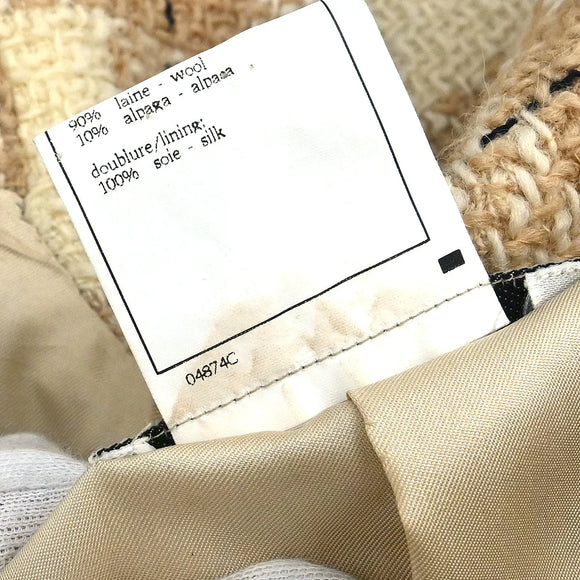 90% laine - wool
10% alpaga - alpaca
doublure/lining:
100% soie - silk
04874C